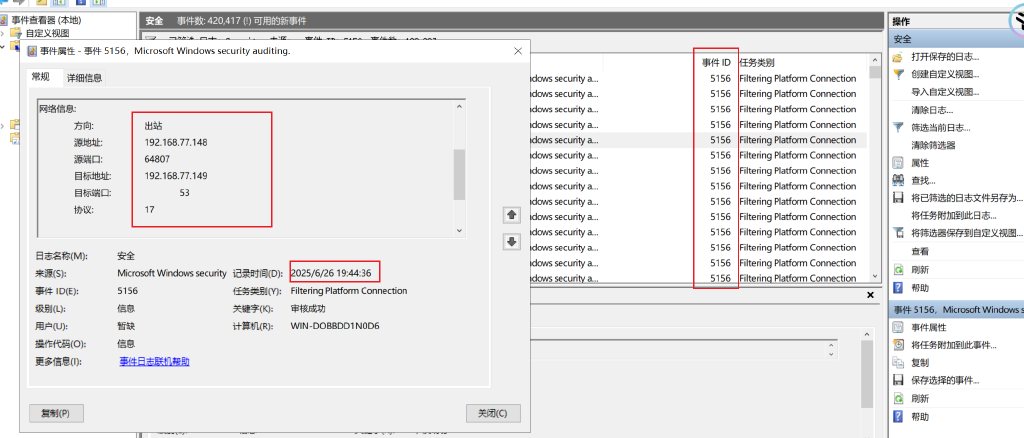 事件查看器 (本地)
自定义视图
安全 事件数: 420,417 (!) 可用的新事件
操作
安全
打开保存的日志...
创建自定义视图...
导入自定义视图...
清除日志...
筛选当前日志...
清除筛选器
属性
查找...
将已筛选的日志文件另存为...
将任务附加到此日志...
将筛选器保存到自定义视图...
查看
刷新
帮助
事件 5156，Microsoft Windows s
事件属性
将任务附加到此事件...
复制
保存选择的事件...
刷新
帮助
事件 ID 任务类别
ndows security a... 5156 Filtering Platform Connection
ndows security a... 5156 Filtering Platform Connection
ndows security a... 5156 Filtering Platform Connection
ndows security a... 5156 Filtering Platform Connection
ndows security a... 5156 Filtering Platform Connection
ndows security a... 5156 Filtering Platform Connection
ndows security a... 5156 Filtering Platform Connection
ndows security a... 5156 Filtering Platform Connection
ndows security a... 5156 Filtering Platform Connection
ndows security a... 5156 Filtering Platform Connection
ndows security a... 5156 Filtering Platform Connection
ndows security a... 5156 Filtering Platform Connection
ndows security a... 5156 Filtering Platform Connection
ndows security a... 5156 Filtering Platform Connection
事件属性 - 事件 5156，Microsoft Windows security auditing.
常规 详细信息
网络信息:
方向: 出站
源地址: 192.168.77.148
源端口: 64807
目标地址: 192.168.77.149
目标端口: 53
协议: 17
日志名称(M): 安全
来源(S): Microsoft Windows security 记录时间(D): 2025/6/26 19:44:36
事件 ID(E): 5156 任务类别(Y): Filtering Platform Connection
级别(L): 信息 关键字(K): 审核成功
用户(U): 暂缺 计算机(R): WIN-DOBBDD1N0D6
操作代码(O): 信息
更多信息(I): 事件日志联机帮助
复制(P) 关闭(C)